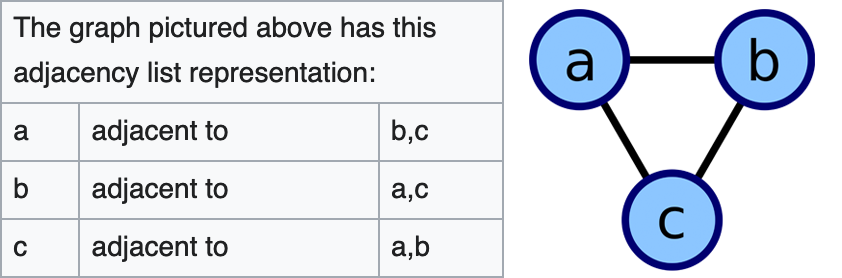 The graph pictured above has this
adjacency list representation:
a adjacent to b,c
b adjacent to a,c
c adjacent to a,b
a b
c